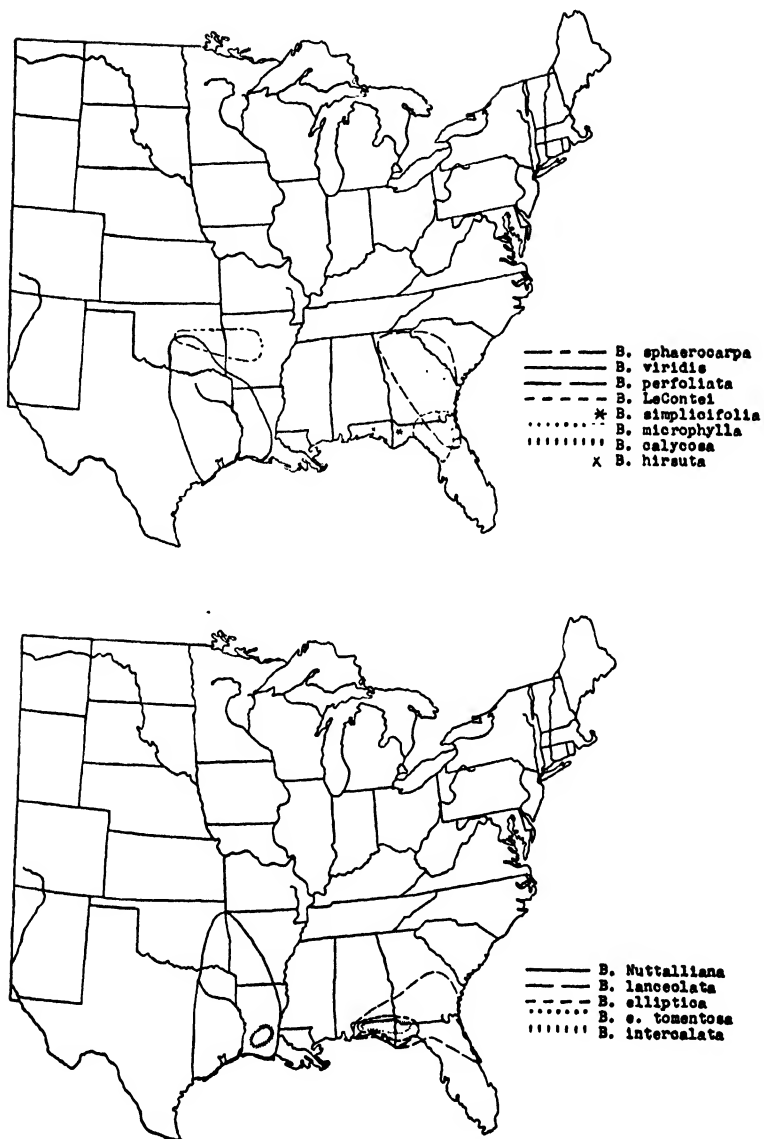 B. sphaerocarpa
B. viridis
B. perfoliata
B. LeContei
* B. simplicifolia
B. microphylla
B. calycosa
x B. hirsuta
B. Nuttalliana
B. lanceolata
B. elliptica
B. e. tomentosa
B. intercalata